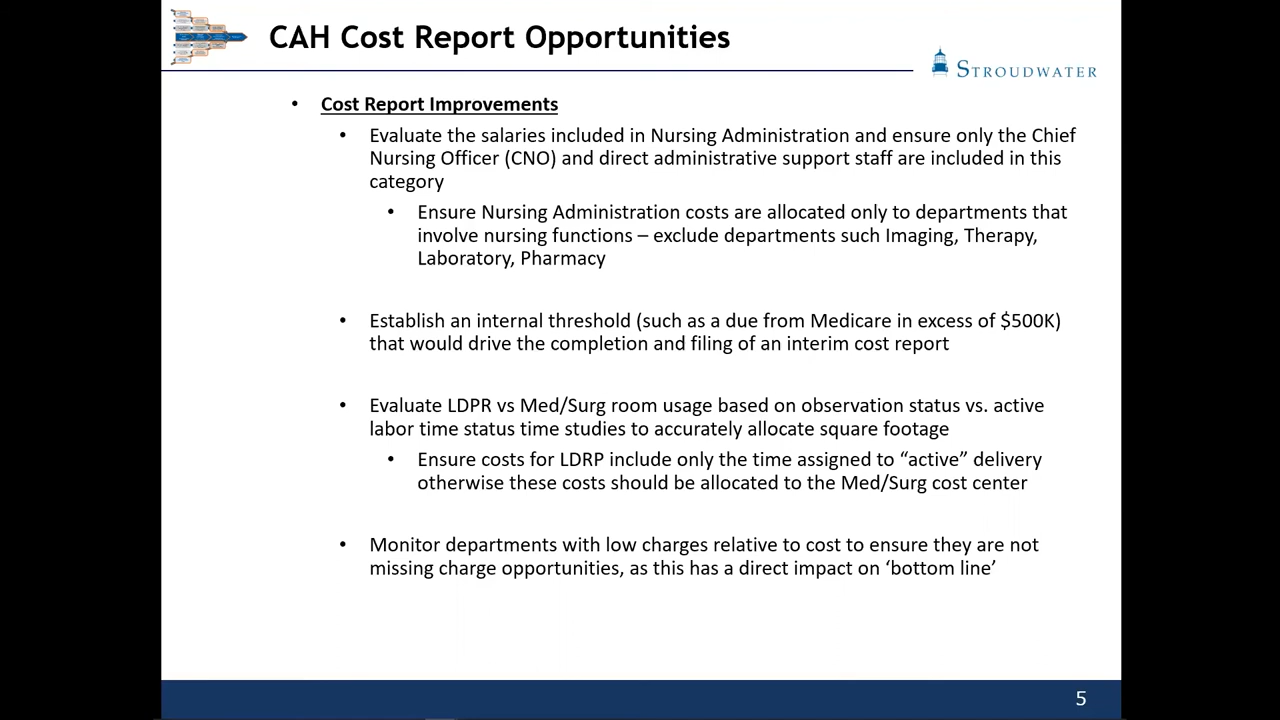 CAH Cost Report Opportunities
STROUDWATER
• Cost Report Improvements
• Evaluate the salaries included in Nursing Administration and ensure only the Chief
Nursing Officer (CNO) and direct administrative support staff are included in this
category
• Ensure Nursing Administration costs are allocated only to departments that
involve nursing functions – exclude departments such Imaging, Therapy,
Laboratory, Pharmacy
• Establish an internal threshold (such as a due from Medicare in excess of $500K)
that would drive the completion and filing of an interim cost report
• Evaluate LDPR vs Med/Surg room usage based on observation status vs. active
labor time status time studies to accurately allocate square footage
• Ensure costs for LDRP include only the time assigned to “active” delivery
otherwise these costs should be allocated to the Med/Surg cost center
• Monitor departments with low charges relative to cost to ensure they are not
missing charge opportunities, as this has a direct impact on ‘bottom line’
5